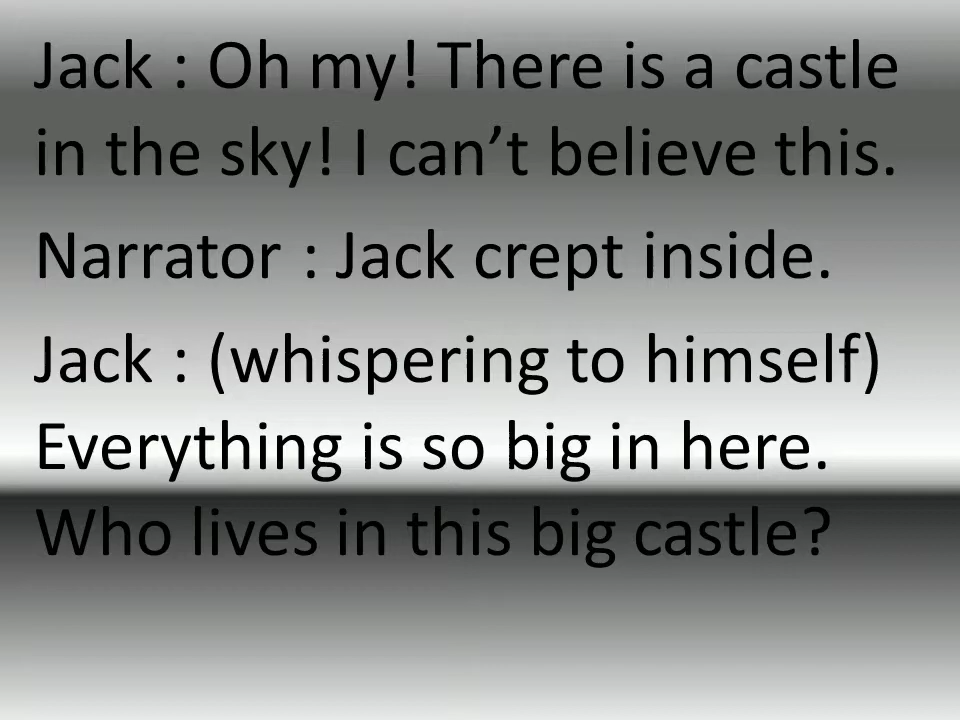 Jack : Oh my! There is a castle
in the sky! I can’t believe this.
Narrator : Jack crept inside.
Jack : (whispering to himself)
Everything is so big in here.
Who lives in this big castle?